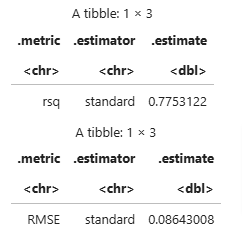 A tibble: 1 × 3
.metric .estimator .estimate
<chr> <chr> <dbl>
rsq standard 0.7753122
A tibble: 1 × 3
.metric .estimator .estimate
<chr> <chr> <dbl>
RMSE standard 0.08643008